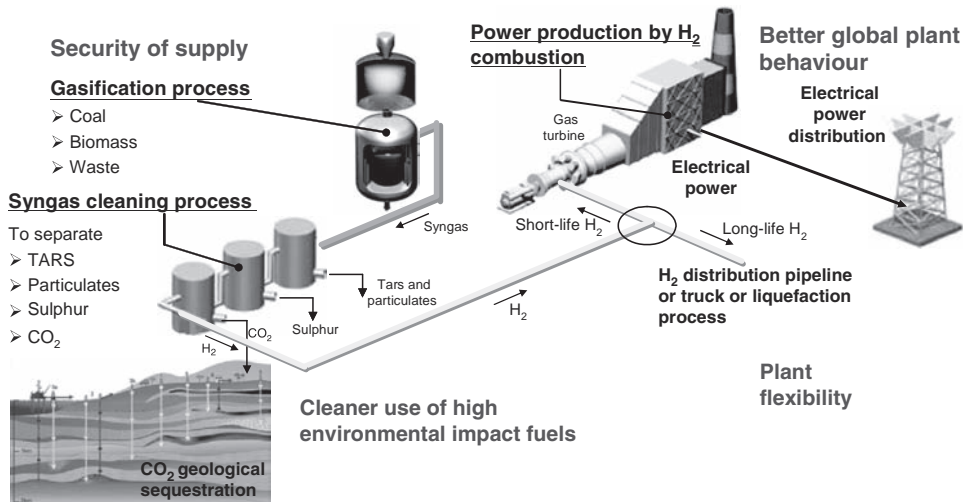 Security of supply
Gasification process
➢ Coal
➢ Biomass
➢ Waste
Syngas cleaning process
To separate
➢ TARS
➢ Particulates
➢ Sulphur
➢ CO₂
Power production by H₂
combustion
Gas
turbine
Better global plant
behaviour
Electrical
power
distribution
Electrical
power
Syngas
Short-life H₂
Long-life H₂
Tars and
particulates
Sulphur
CO₂
H₂
H₂
H₂ distribution pipeline
or truck or liquefaction
process
Plant
flexibility
Cleaner use of high
environmental impact fuels
CO₂ geological
sequestration